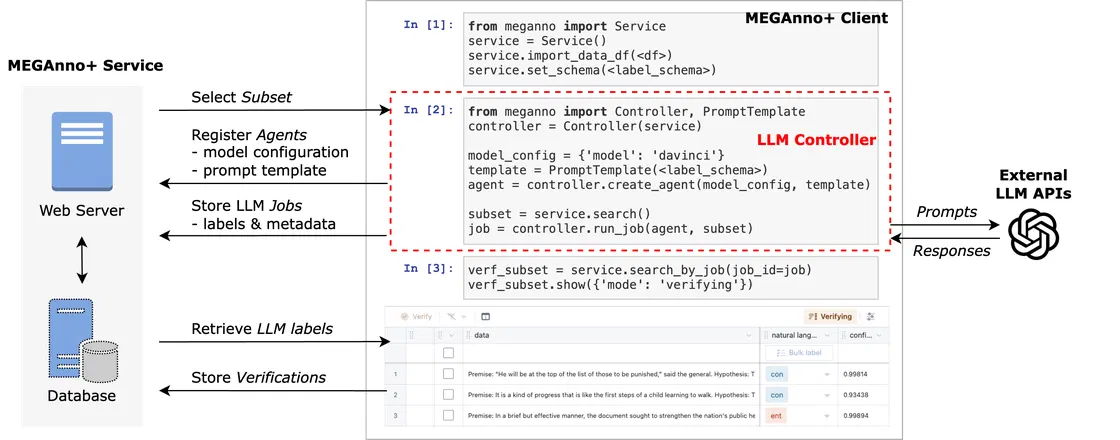 MEGAnno+ Service
Web Server
Database
Select Subset
Register Agents
- model configuration
- prompt template
Store LLM Jobs
- labels & metadata
Retrieve LLM labels
Store Verifications
MEGAnno+ Client
In [1]:
from meganno import Service
service = Service()
service.import_data_df(<df>)
service.set_schema(<label_schema>)
In [2]:
from meganno import Controller, PromptTemplate
controller = Controller(service)
LLM Controller
model_config = {'model': 'davinci'}
template = PromptTemplate(<label_schema>)
agent = controller.create_agent(model_config, template)
subset = service.search()
job = controller.run_job(agent, subset)
In [3]:
verf_subset = service.search_by_job(job_id=job)
verf_subset.show({'mode': 'verifying'})
Verify
Verifying
data natural lang... confi...
Bulk label
1 Premise: "He will be at the top of the list of those to be punished," said the general. Hypothesis: T con 0.99814
2 Premise: It is a kind of progress that is like the first steps of a child learning to walk. Hypothesis: T con 0.93438
3 Premise: In a brief but effective manner, the document sought to strengthen the nation's public he ent 0.99894
External
LLM APIs
Prompts
Responses